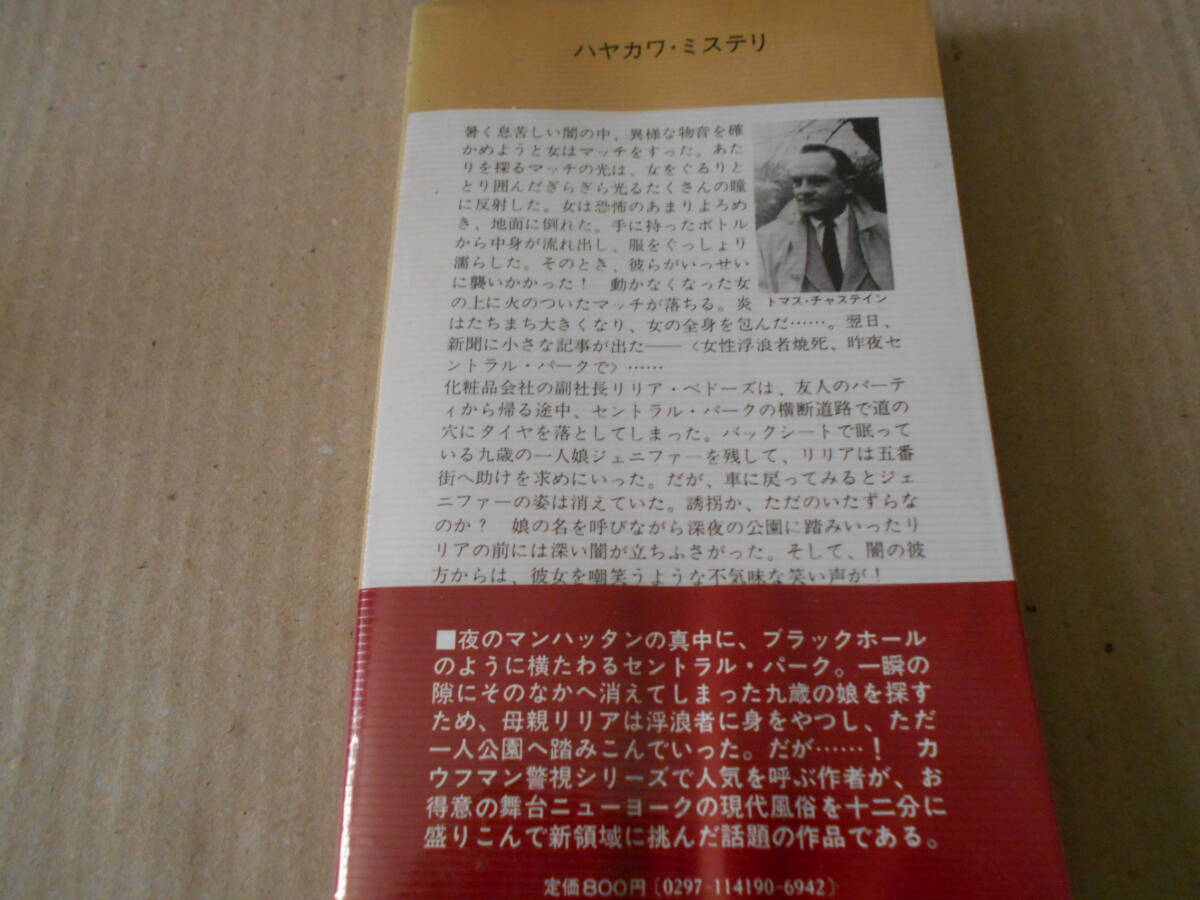 ハヤカワ・ミステリ
暑く息苦しい闇の中、異様な物音を確
かめようと女はマッチをすった。あた
りを探るマッチの光は、女をぐるりと
とり囲んだぎらぎら光るたくさんの瞳
に反射した。女は恐怖のあまりよろめ
き、地面に倒れた。手に持ったボトル
から中身が流れ出し、服をぐっしょり
濡らした。そのとき、彼らがいっせい
に襲いかかった！ 動かなくなった女
の上に火のついたマッチが落ちる。炎
はたちまち大きくなり、女の全身を包んだ……。翌日、
新聞に小さな記事が出た——〈女性浮浪者焼死、昨夜セ
ントラル・パークで〉……
トマス・チャステイン
化粧品会社の副社長リリア・ベドーズは、友人のパーテ
ィから帰る途中、セントラル・パークの横断道路で道の
穴にタイヤを落としてしまった。バックシートで眠って
いる九歳の一人娘ジェニファーを残して、リリアは五番
街へ助けを求めにいった。だが、車に戻ってみるとジェ
ニファーの姿は消えていた。誘拐か、ただのいたずらな
のか？ 娘の名を呼びながら深夜の公園に踏みいったリ
リアの前には深い闇が立ちふさがった。そして、闇の彼
方からは、彼女を嘲笑うような不気味な笑い声が！
■夜のマンハッタンの真中に、ブラックホール
のように横たわるセントラル・パーク。一瞬の
隙にそのなかへ消えてしまった九歳の娘を探す
ため、母親リリアは浮浪者に身をやつし、ただ
一人公園へ踏みこんでいった。だが……！ カ
ウフマン警視シリーズで人気を呼ぶ作者が、お
得意の舞台ニューヨークの現代風俗を十二分に
盛りこんで新領域に挑んだ話題の作品である。
定価800円〔0297-114190-6942〕